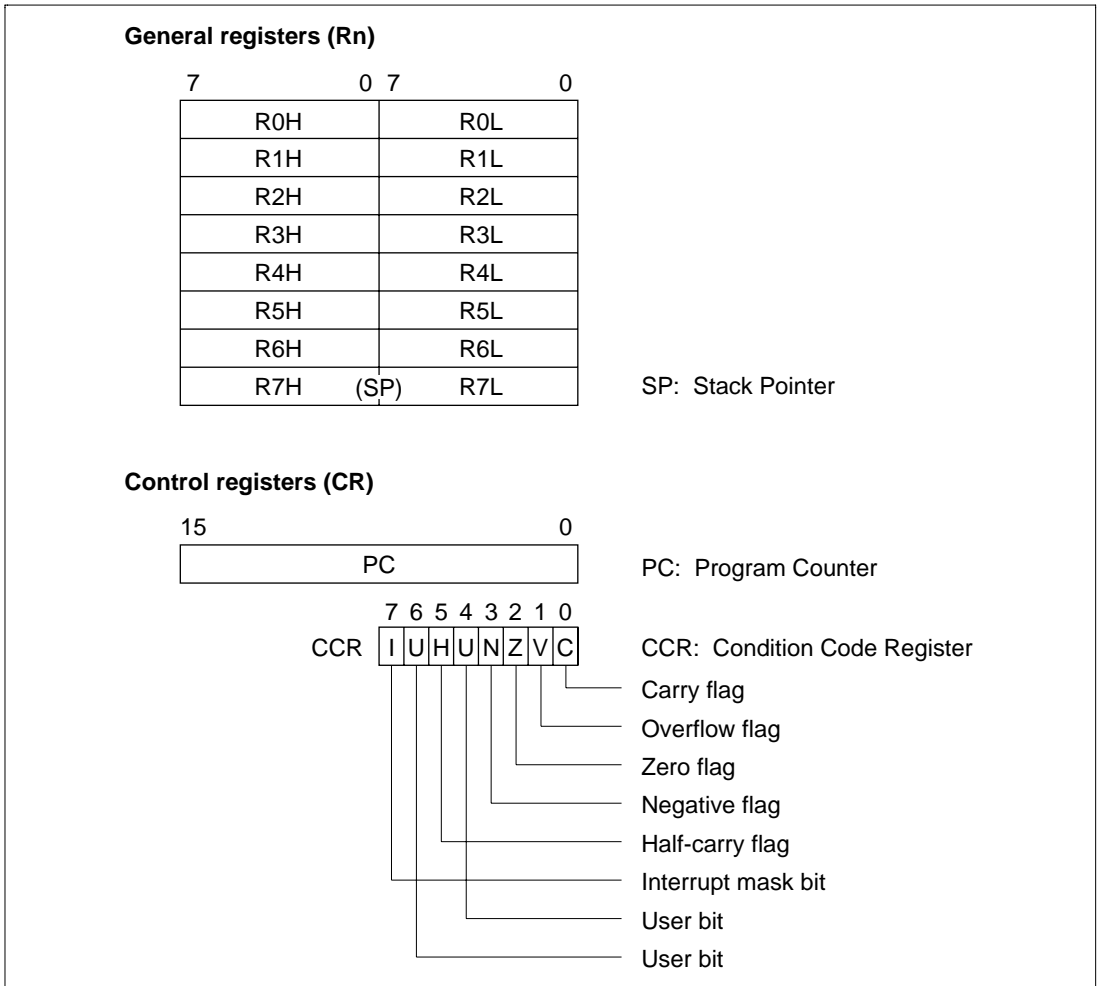 General registers (Rn)
7 0 7 0
R0H R0L
R1H R1L
R2H R2L
R3H R3L
R4H R4L
R5H R5L
R6H R6L
R7H (SP) R7L SP: Stack Pointer
Control registers (CR)
15 0
PC PC: Program Counter
7 6 5 4 3 2 1 0
CCR I U H U N Z V C CCR: Condition Code Register
Carry flag
Overflow flag
Zero flag
Negative flag
Half-carry flag
Interrupt mask bit
User bit
User bit